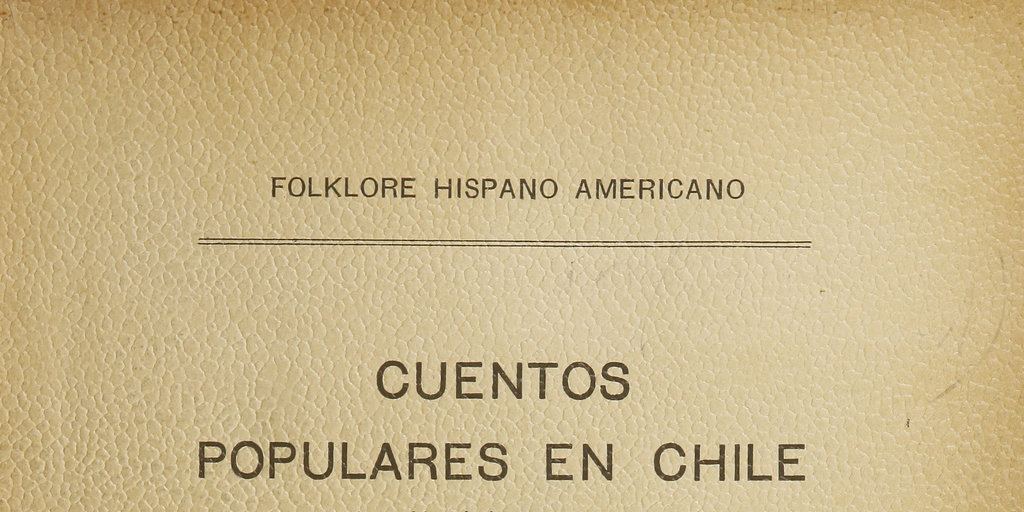 FOLKLORE HISPANO AMERICANO
CUENTOS
POPULARES EN CHILE